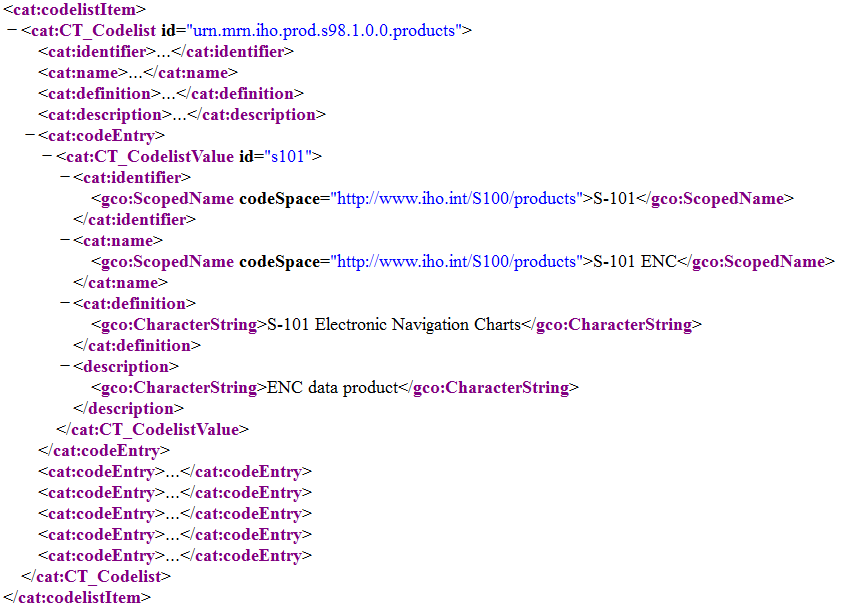 <cat:codelistItem>
− <cat:CT_Codelist id="urn.mrn.iho.prod.s98.1.0.0.products">
<cat:identifier>...</cat:identifier>
<cat:name>...</cat:name>
<cat:definition>...</cat:definition>
<cat:description>...</cat:description>
− <cat:codeEntry>
− <cat:CT_CodelistValue id="s101">
− <cat:identifier>
<gco:ScopedName codeSpace="http://www.iho.int/S100/products">S-101</gco:ScopedName>
</cat:identifier>
− <cat:name>
<gco:ScopedName codeSpace="http://www.iho.int/S100/products">S-101 ENC</gco:ScopedName>
</cat:name>
− <cat:definition>
<gco:CharacterString>S-101 Electronic Navigation Charts</gco:CharacterString>
</cat:definition>
− <description>
<gco:CharacterString>ENC data product</gco:CharacterString>
</description>
</cat:CT_CodelistValue>
</cat:codeEntry>
<cat:codeEntry>...</cat:codeEntry>
<cat:codeEntry>...</cat:codeEntry>
<cat:codeEntry>...</cat:codeEntry>
<cat:codeEntry>...</cat:codeEntry>
<cat:codeEntry>...</cat:codeEntry>
</cat:CT_Codelist>
</cat:codelistItem>